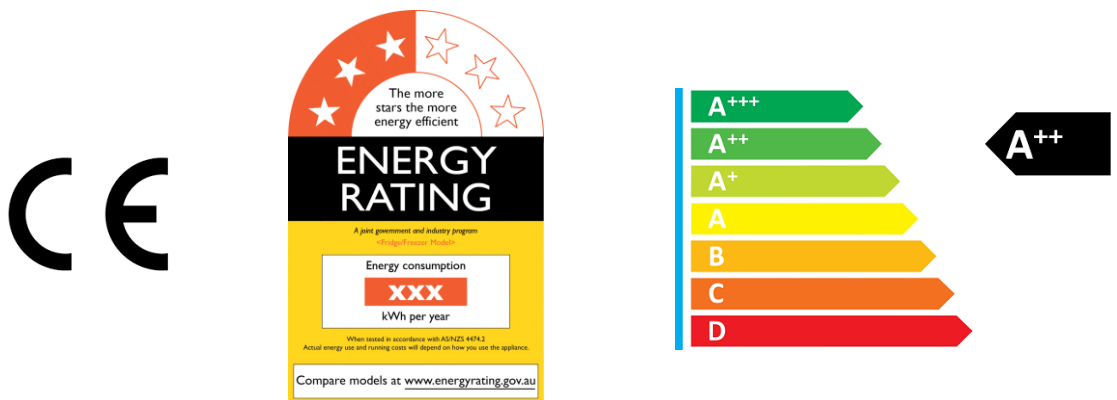 CE
The more
stars the more
energy efficient
ENERGY
RATING
A joint government and industry program
<Fridge/Freezer Model>
Energy consumption
XXX
kWh per year
When tested in accordance with AS/NZS 4474.2
Actual energy use and running costs will depend on how you use the appliance.
Compare models at www.energyrating.gov.au
A+++
A++
A+
A
B
C
D
A++